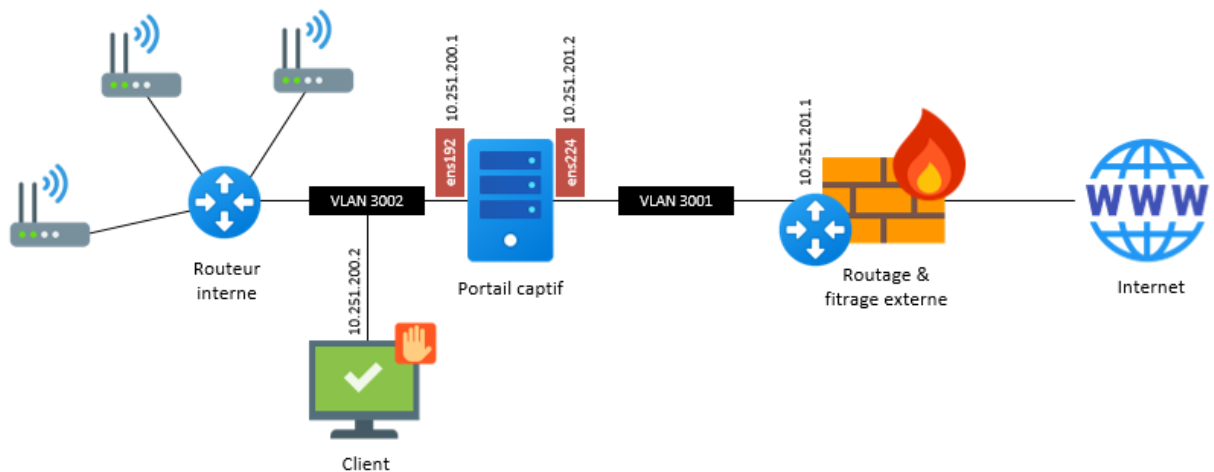 10.251.200.1
10.251.201.2
10.251.201.1
ens192
ens224
VLAN 3002
VLAN 3001
WWW
Routeur
interne
Portail captif
Routage &
fitrage externe
Internet
10.251.200.2
Client